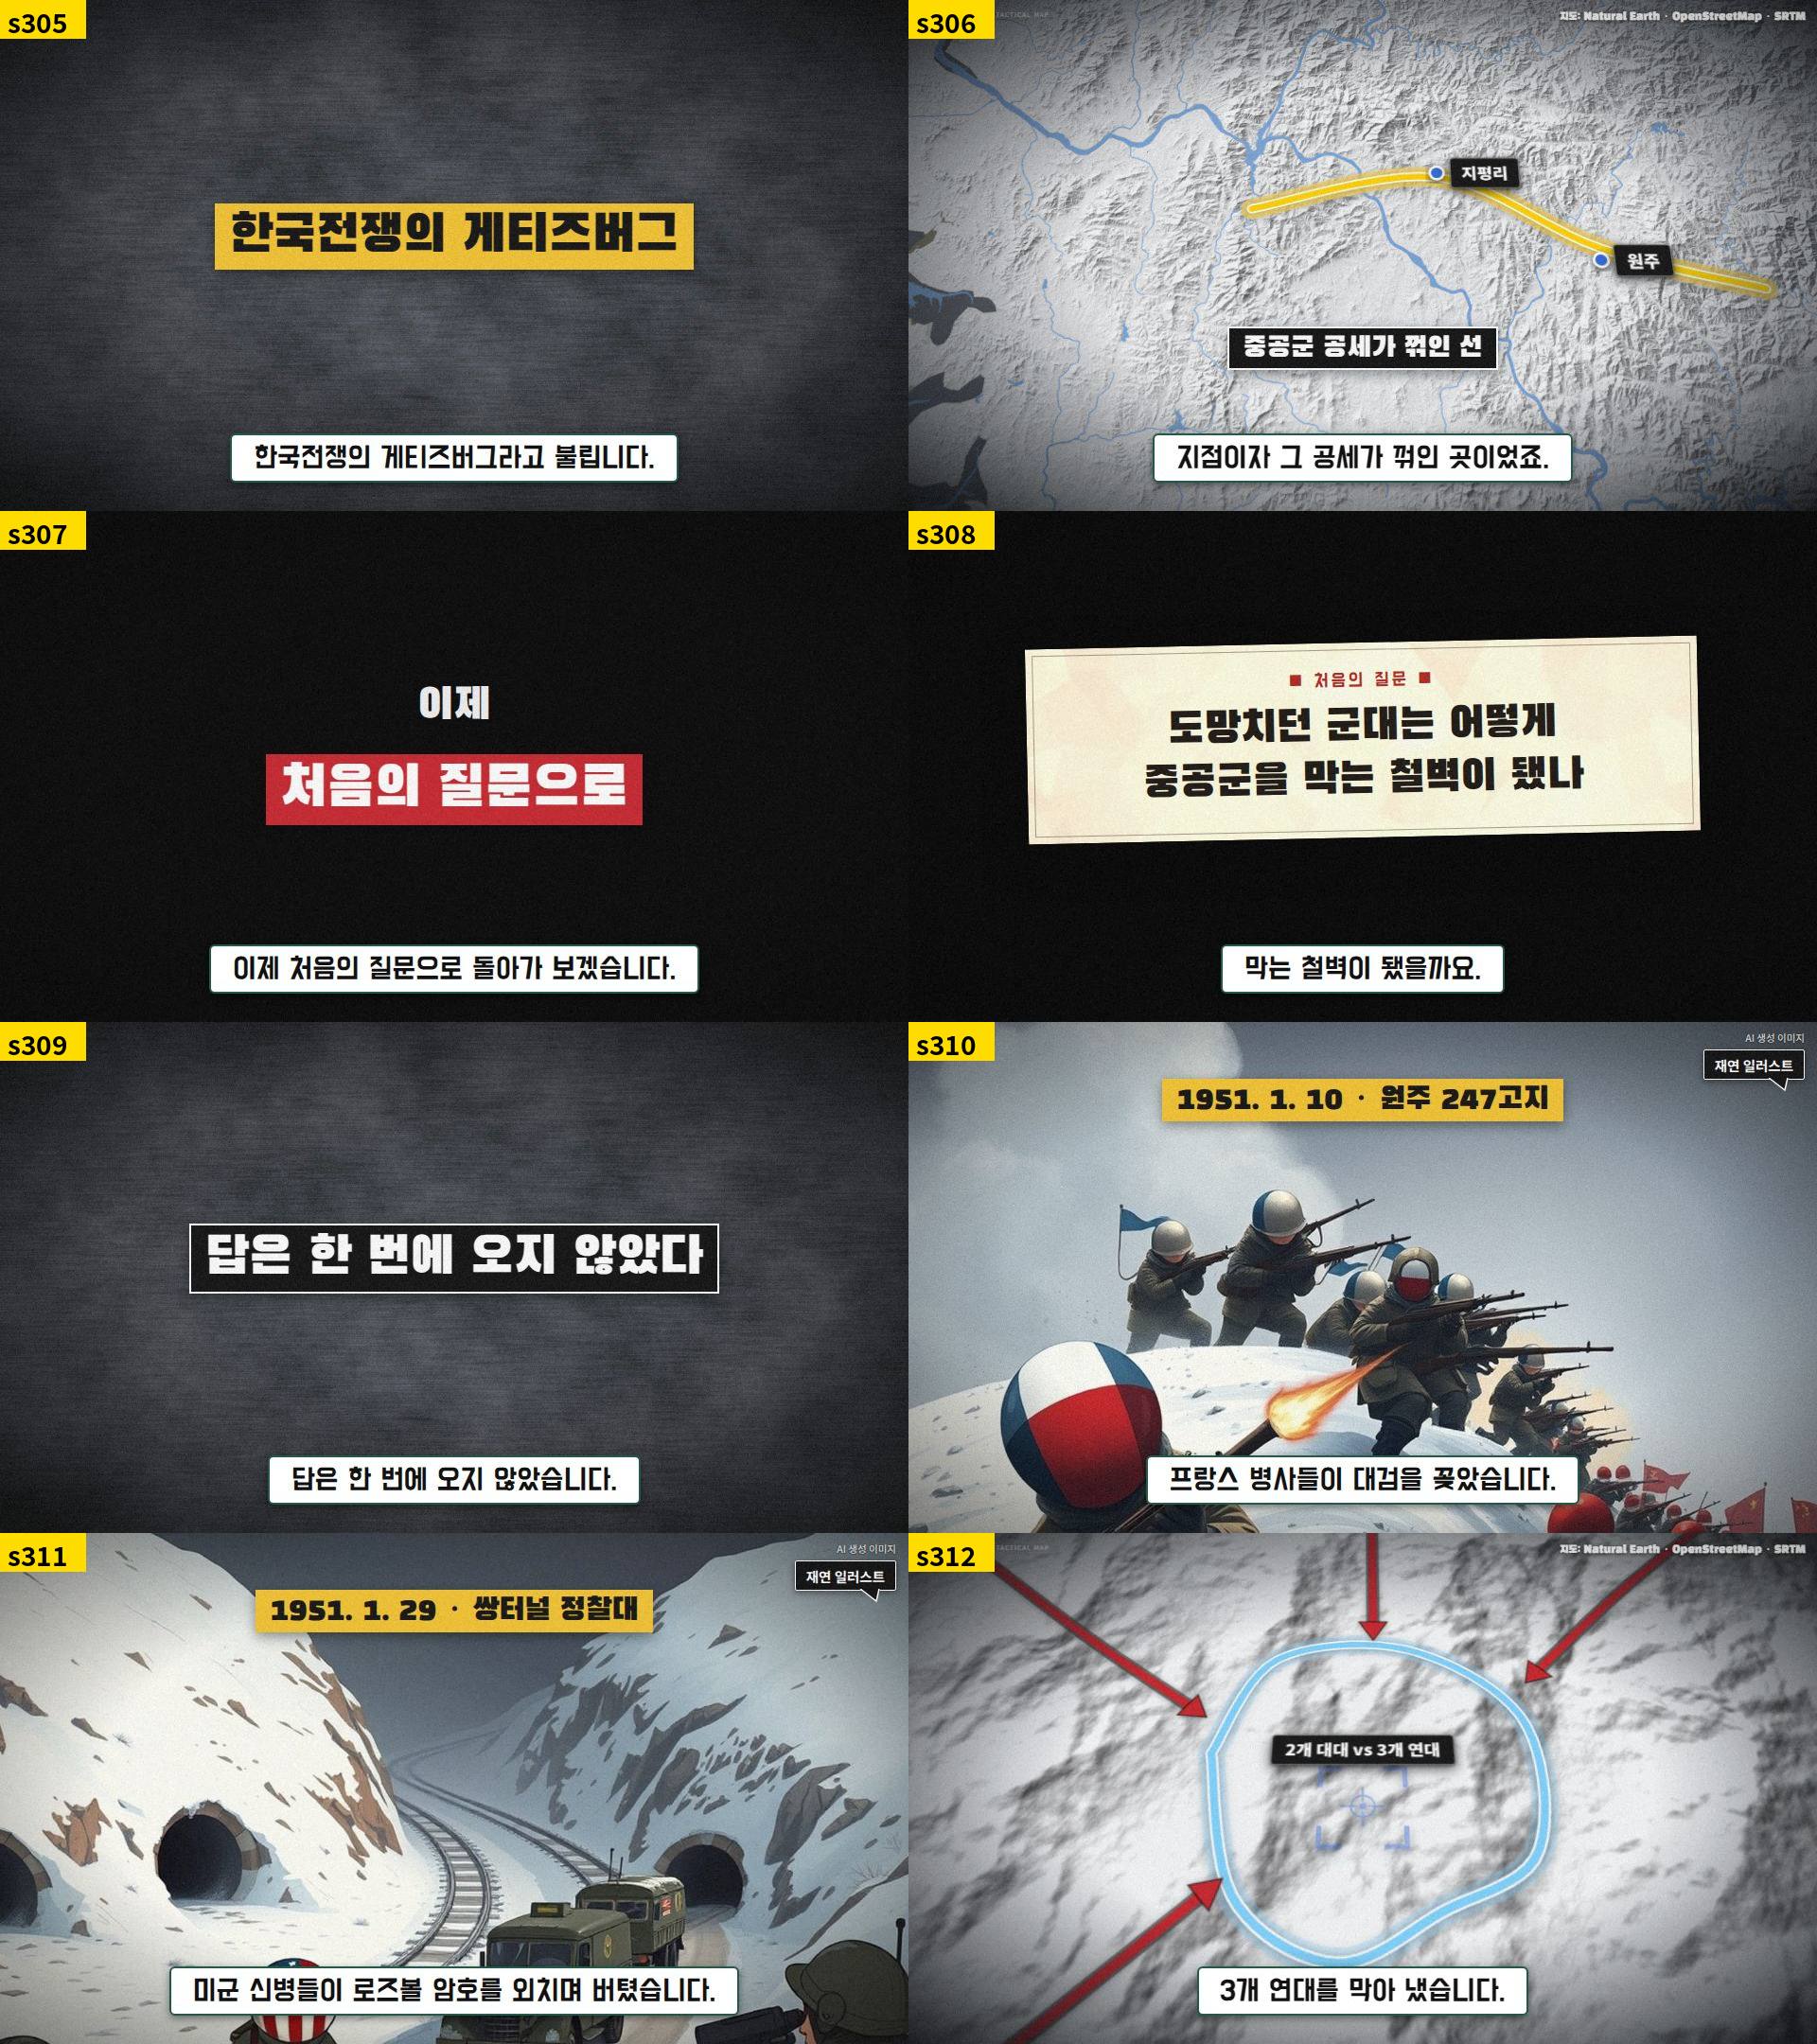 s305
한국전쟁의 게티즈버그
한국전쟁의 게티즈버그라고 불립니다.
s306
TACTICAL MAP
지도: Natural Earth · OpenStreetMap · SRTM
지평리
원주
중공군 공세가 꺾인 선
지점이자 그 공세가 꺾인 곳이었죠.
s307
이제
처음의 질문으로
이제 처음의 질문으로 돌아가 보겠습니다.
s308
■ 처음의 질문 ■
도망치던 군대는 어떻게
중공군을 막는 철벽이 됐나
막는 철벽이 됐을까요.
s309
답은 한 번에 오지 않았다
답은 한 번에 오지 않았습니다.
s310
AI 생성 이미지
재연 일러스트
1951. 1. 10 · 원주 247고지
프랑스 병사들이 대검을 꽂았습니다.
s311
AI 생성 이미지
재연 일러스트
1951. 1. 29 · 쌍터널 정찰대
미군 신병들이 로즈볼 암호를 외치며 버텼습니다.
s312
TACTICAL MAP
지도: Natural Earth · OpenStreetMap · SRTM
2개 대대 vs 3개 연대
3개 연대를 막아 냈습니다.